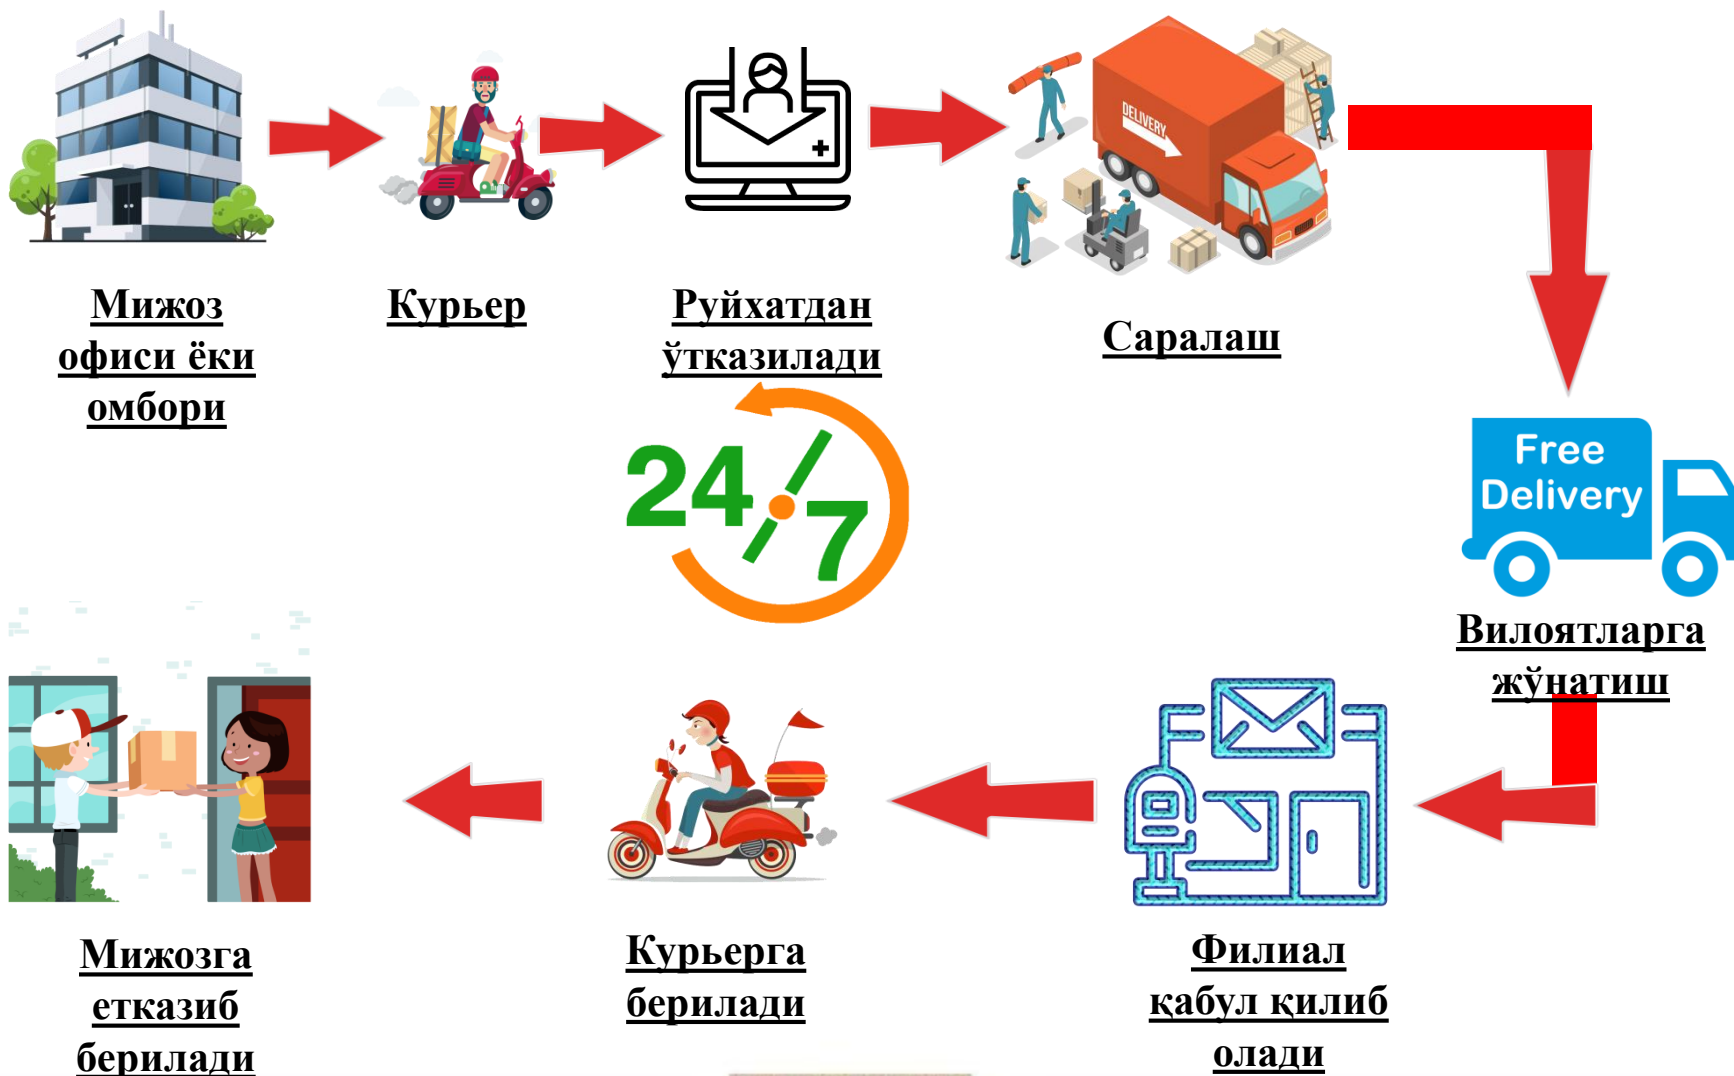 DELIVERY
Мижоз
офиси ёки
омбори
Курьер
Руйхатдан
ўтказилади
Саралаш
24/7
Free
Delivery
Вилоятларга
жўнатиш
Филиал
қабул қилиб
олади
Курьерга
берилади
Мижозга
етказиб
берилади